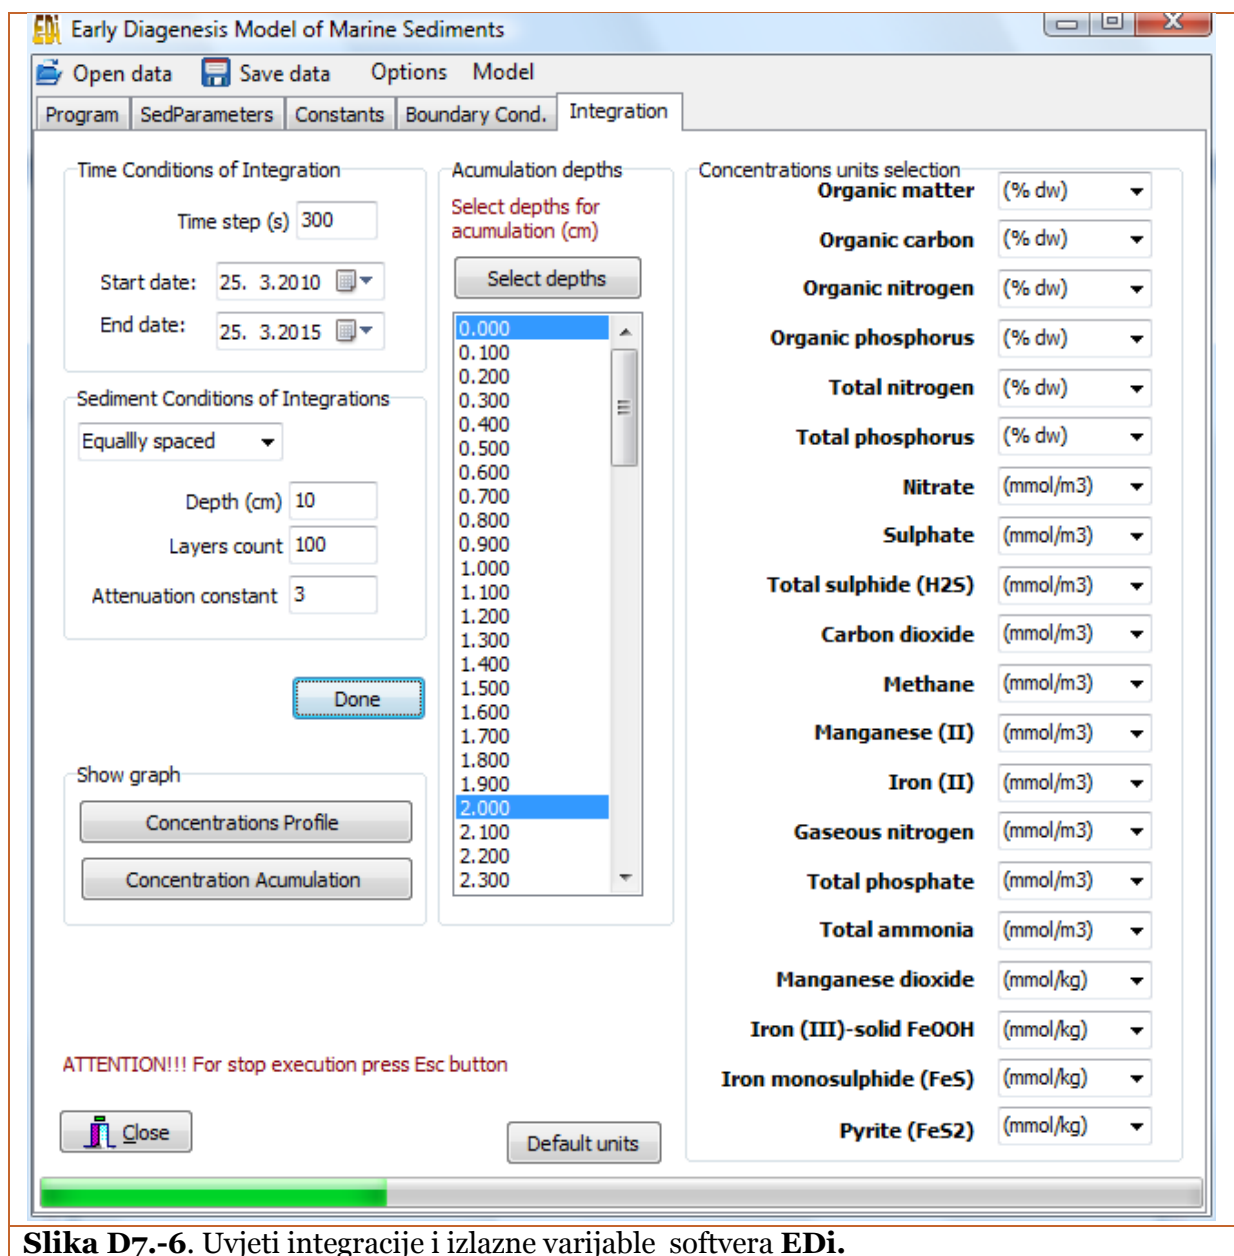 EDi Early Diagenesis Model of Marine Sediments
Open data Save data Options Model
Program SedParameters Constants Boundary Cond. Integration
Time Conditions of Integration
Time step (s) 300
Start date: 25. 3.2010
End date: 25. 3.2015
Sediment Conditions of Integrations
Equallly spaced
Depth (cm) 10
Layers count 100
Attenuation constant 3
Done
Show graph
Concentrations Profile
Concentration Acumulation
Acumulation depths
Select depths for
acumulation (cm)
Select depths
0.000
0.100
0.200
0.300
0.400
0.500
0.600
0.700
0.800
0.900
1.000
1.100
1.200
1.300
1.400
1.500
1.600
1.700
1.800
1.900
2.000
2.100
2.200
2.300
Concentrations units selection
Organic matter (% dw)
Organic carbon (% dw)
Organic nitrogen (% dw)
Organic phosphorus (% dw)
Total nitrogen (% dw)
Total phosphorus (% dw)
Nitrate (mmol/m3)
Sulphate (mmol/m3)
Total sulphide (H2S) (mmol/m3)
Carbon dioxide (mmol/m3)
Methane (mmol/m3)
Manganese (II) (mmol/m3)
Iron (II) (mmol/m3)
Gaseous nitrogen (mmol/m3)
Total phosphate (mmol/m3)
Total ammonia (mmol/m3)
Manganese dioxide (mmol/kg)
Iron (III)-solid FeOOH (mmol/kg)
Iron monosulphide (FeS) (mmol/kg)
Pyrite (FeS2) (mmol/kg)
ATTENTION!!! For stop execution press Esc button
Close
Default units
Slika D7.-6. Uvjeti integracije i izlazne varijable softvera EDi.